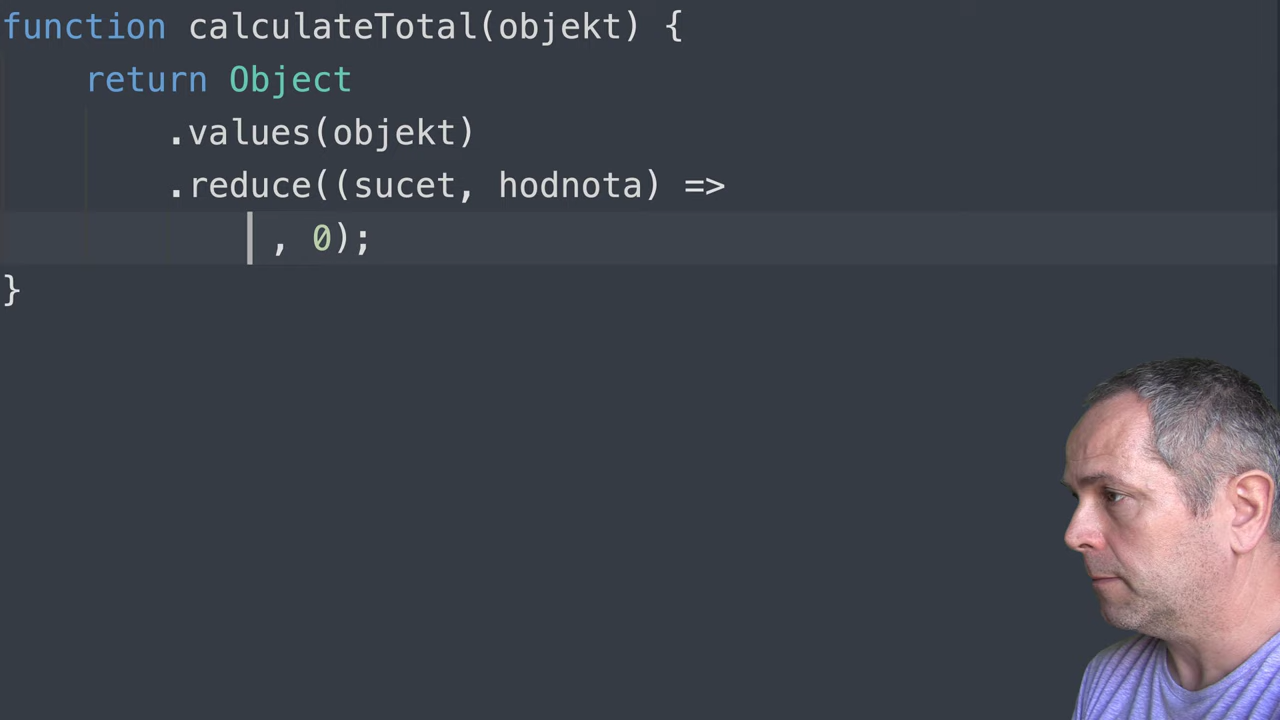 function calculateTotal(objekt) {
    return Object
        .values(objekt)
        .reduce((sucet, hodnota) =>
            , 0);
}